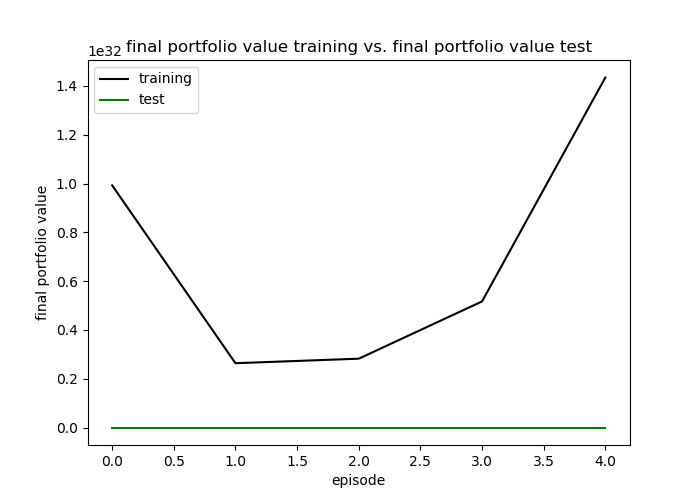 final portfolio value training vs. final portfolio value test
1e32
training
test
1.4
1.2
1.0
0.8
0.6
0.4
0.2
0.0
final portfolio value
0.0 0.5 1.0 1.5 2.0 2.5 3.0 3.5 4.0
episode